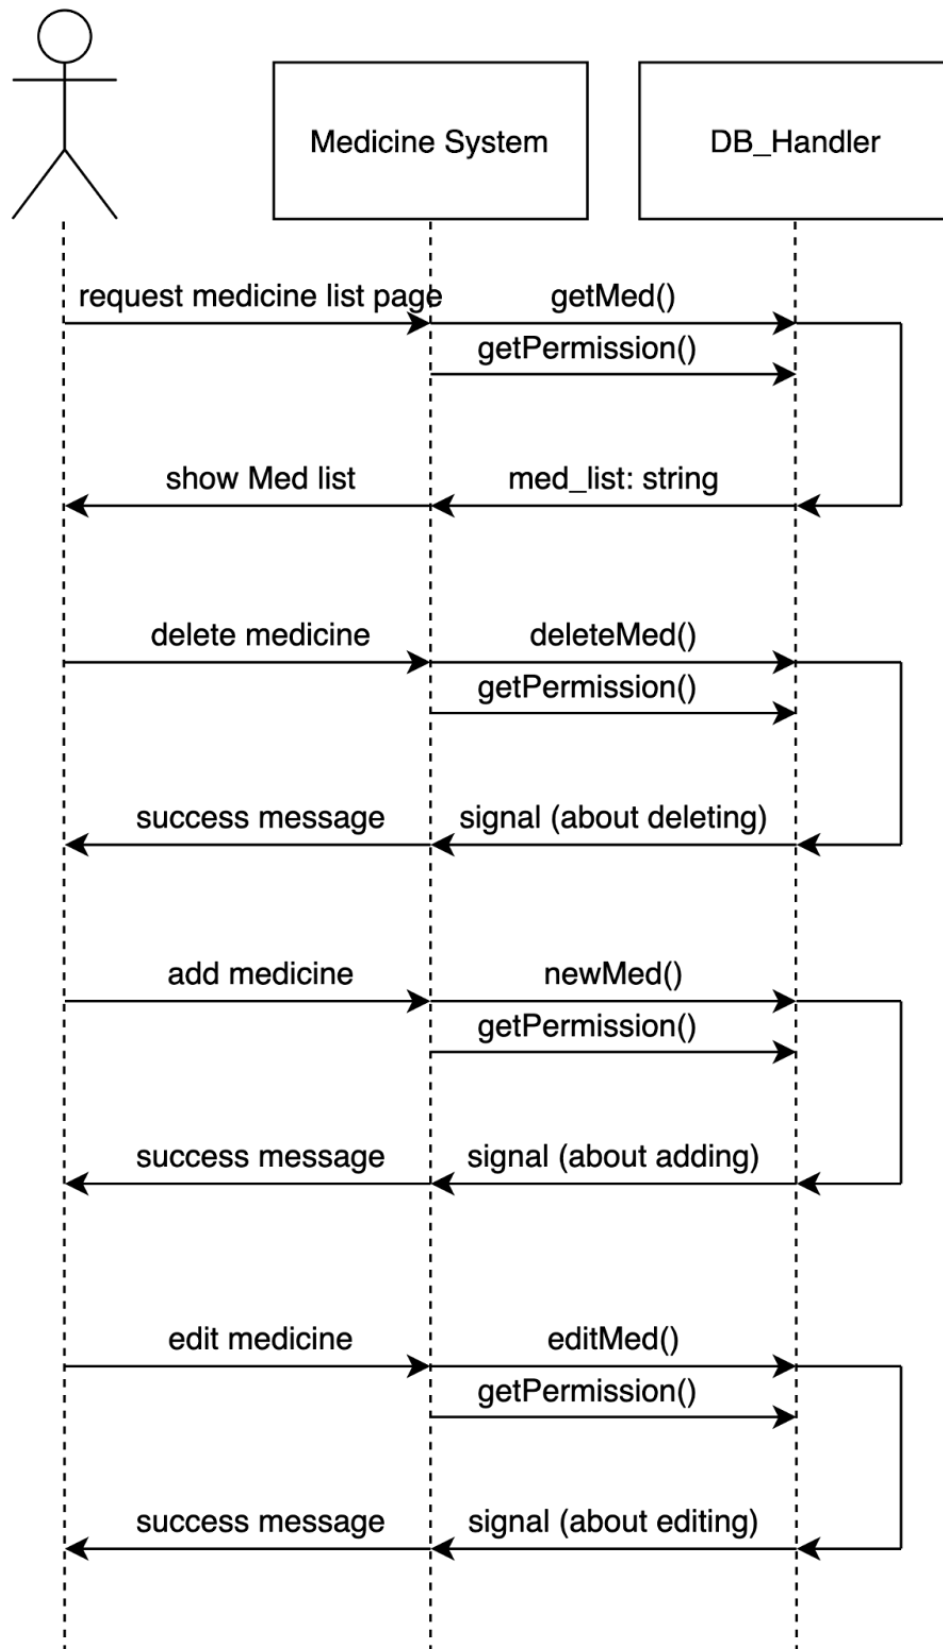 Medicine System
DB_Handler
request medicine list page
getMed()
getPermission()
show Med list
med_list: string
delete medicine
deleteMed()
getPermission()
success message
signal (about deleting)
add medicine
newMed()
getPermission()
success message
signal (about adding)
edit medicine
editMed()
getPermission()
success message
signal (about editing)